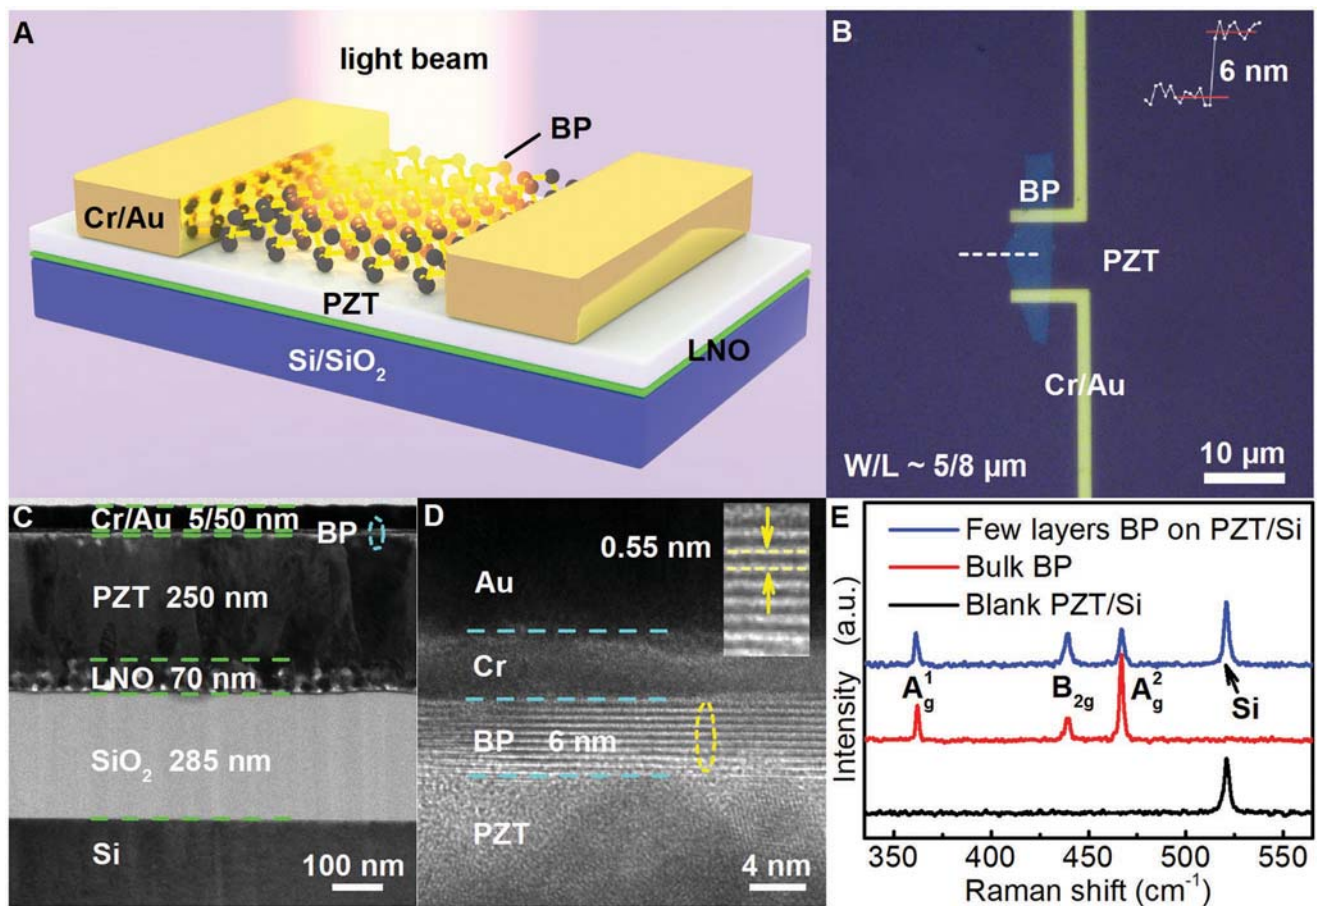 A
light beam
BP
Cr/Au
PZT
Si/SiO₂
LNO
B
6 nm
BP
PZT
Cr/Au
W/L ~ 5/8 µm
10 µm
C
Cr/Au 5/50 nm
BP
PZT 250 nm
LNO 70 nm
SiO₂ 285 nm
Si
100 nm
D
0.55 nm
Au
Cr
BP 6 nm
PZT
4 nm
E
Few layers BP on PZT/Si
Bulk BP
Blank PZT/Si
A¹g
B₂g
A²g
Si
Intensity (a.u.)
350 400 450 500 550
Raman shift (cm⁻¹)